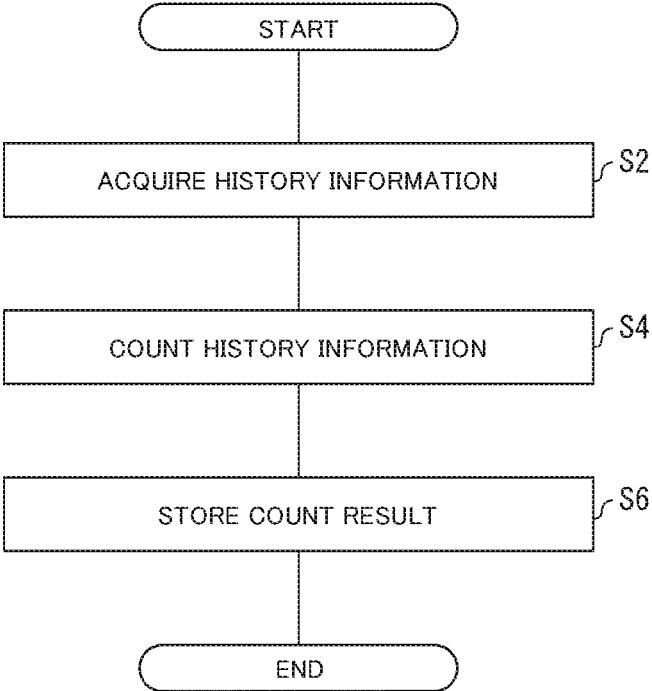 START
ACQUIRE HISTORY INFORMATION
S2
COUNT HISTORY INFORMATION
S4
STORE COUNT RESULT
S6
END